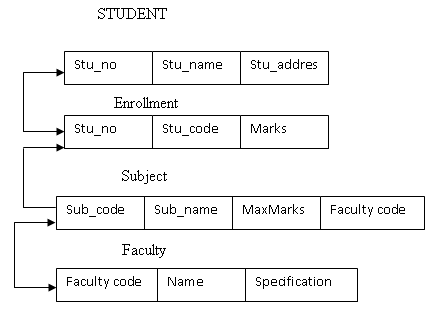 STUDENT
Stu_no Stu_name Stu_addres
Enrollment
Stu_no Stu_code Marks
Subject
Sub_code Sub_name MaxMarks Faculty code
Faculty
Faculty code Name Specification